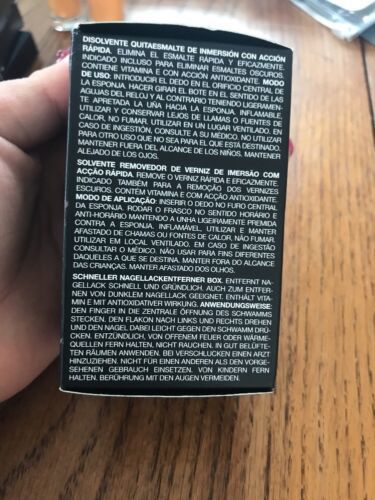 DISOLVENTE QUITAESMALTE DE INMERSIÓN CON ACCIÓN
RÁPIDA. ELIMINA EL ESMALTE RÁPIDA Y EFICAZMENTE.
INDICADO INCLUSO PARA ELIMINAR ESMALTES OSCUROS.
CONTIENE VITAMINA E CON ACCIÓN ANTIOXIDANTE. MODO
DE USO: INTRODUCIR EL DEDO EN EL ORIFICIO CENTRAL DE
LA ESPONJA. HACER GIRAR EL BOTE EN EL SENTIDO DE LAS
AGUJAS DEL RELOJ Y AL CONTRARIO TENIENDO LIGERAMEN-
TE APRETADA LA UÑA HACIA LA ESPONJA. INFLAMABLE,
UTILIZAR Y CONSERVAR LEJOS DE LLAMAS O FUENTES DE
CALOR, NO FUMAR. UTILIZAR EN UN LUGAR VENTILADO. EN
CASO DE INGESTIÓN, CONSULTE A SU MÉDICO. NO UTILIZAR
PARA OTRO USO QUE NO SEA PARA EL QUE ESTÁ DESTINADO.
MANTENER FUERA DEL ALCANCE DE LOS NIÑOS. MANTENER
ALEJADO DE LOS OJOS.
SOLVENTE REMOVEDOR DE VERNIZ DE IMERSÃO COM
ACÇÃO RÁPIDA. REMOVE O VERNIZ RÁPIDA E EFICAZMENTE.
INDICADO TAMBÉM PARA A REMOÇÃO DOS VERNIZES
ESCUROS. CONTÉM VITAMINA E COM ACÇÃO ANTIOXIDANTE.
MODO DE APLICAÇÃO: INSERIR O DEDO NO FURO CENTRAL
DA ESPONJA. RODAR O FRASCO NO SENTIDO HORÁRIO E
ANTI-HORÁRIO MANTENDO A UNHA LIGEIRAMENTE PREMIDA
CONTRA A ESPONJA. INFLAMÁVEL, UTILIZAR E MANTER
AFASTADO DE CHAMAS OU FONTES DE CALOR, NÃO FUMAR.
UTILIZAR EM LOCAL VENTILADO. EM CASO DE INGESTÃO
CONSULTAR O MÉDICO. NÃO USAR PARA FINS DIFERENTES
DAQUELES A QUE SE DESTINA. MANTER FORA DO ALCANCE
DAS CRIANÇAS. MANTER AFASTADO DOS OLHOS.
SCHNELLER NAGELLACKENTFERNER BOX. ENTFERNT NA-
GELLACK SCHNELL UND GRÜNDLICH. AUCH ZUM ENTFER-
NEN VON DUNKLEM NAGELLACK GEEIGNET. ENTHÄLT VITA-
MIN E MIT ANTIOXIDATIVER WIRKUNG. ANWENDUNGSWEISE:
DEN FINGER IN DIE ZENTRALE ÖFFNUNG DES SCHWAMMS
STECKEN. DEN FLAKON NACH LINKS UND RECHTS DREHEN
UND DEN NAGEL DABEI LEICHT GEGEN DEN SCHWAMM DRÜ-
CKEN. ENTZÜNDLICH, VON OFFENEM FEUER ODER WÄRME-
QUELLEN FERN HALTEN, NICHT RAUCHEN. IN GUT BELÜFTE-
TEN RÄUMEN ANWENDEN. BEI VERSCHLUCKEN EINEN ARZT
HINZUZIEHEN. NICHT FÜR EINEN ANDEREN ALS DEN VORGE-
SEHENEN GEBRAUCH EINSETZEN. VON KINDERN FERN
HALTEN. BERÜHRUNG MIT DEN AUGEN VERMEIDEN.